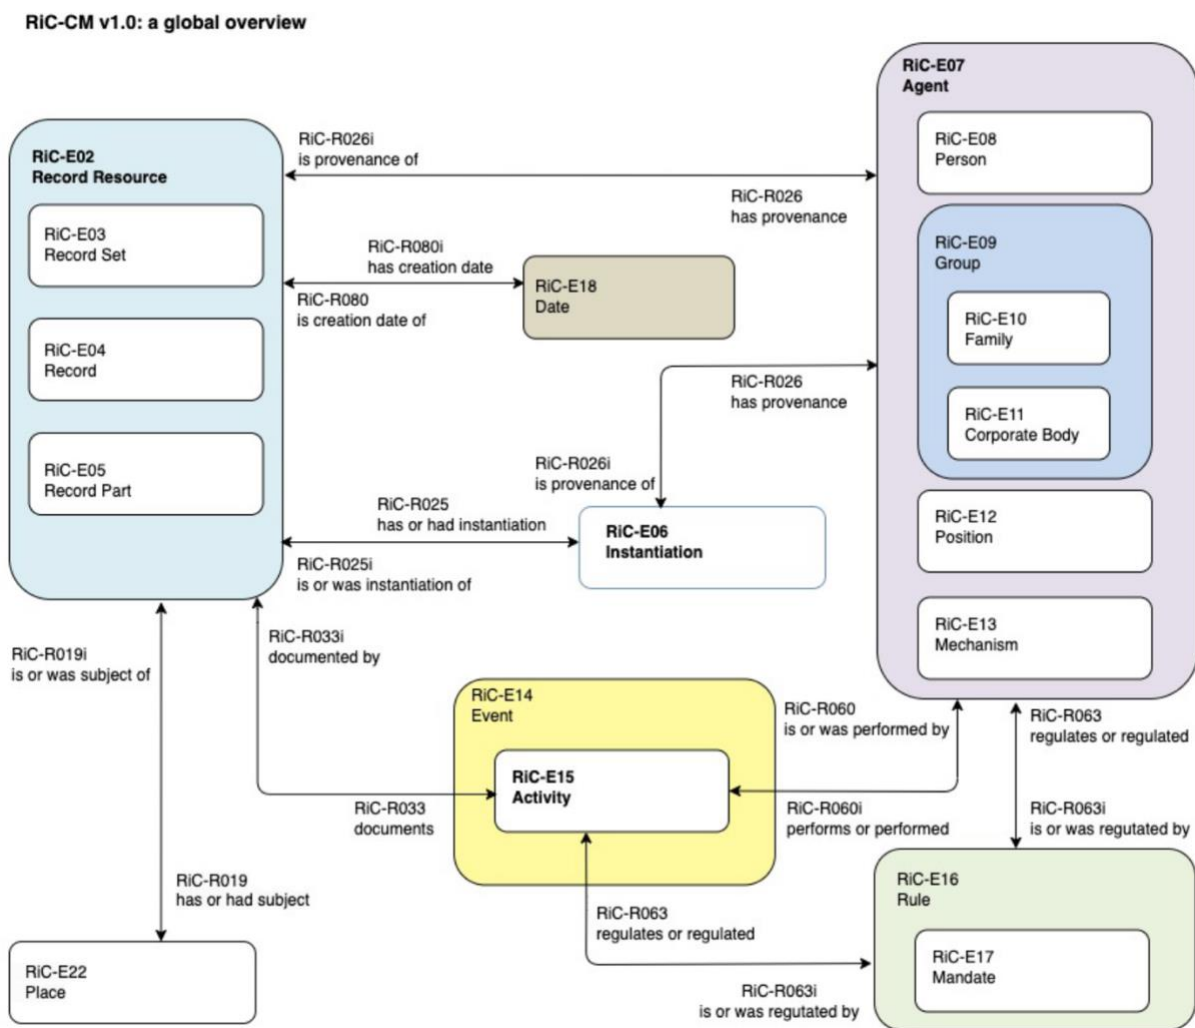 RiC-CM v1.0: a global overview
RiC-E07
Agent
RiC-E08
Person
RiC-E09
Group
RiC-E10
Family
RiC-E11
Corporate Body
RiC-E12
Position
RiC-E13
Mechanism
RiC-E02
Record Resource
RiC-E03
Record Set
RiC-E04
Record
RiC-E05
Record Part
RiC-R026i
is provenance of
RiC-R026
has provenance
RiC-R080i
has creation date
RiC-R080
is creation date of
RiC-E18
Date
RiC-R026
has provenance
RiC-R026i
is provenance of
RiC-R025
has or had instantiation
RiC-R025i
is or was instantiation of
RiC-E06
Instantiation
RiC-R019i
is or was subject of
RiC-R033i
documented by
RiC-E14
Event
RiC-E15
Activity
RiC-R033
documents
RiC-R060
is or was performed by
RiC-R060i
performs or performed
RiC-R063
regulates or regulated
RiC-R063i
is or was regutated by
RiC-R019
has or had subject
RiC-E22
Place
RiC-R063
regulates or regulated
RiC-R063i
is or was regutated by
RiC-E16
Rule
RiC-E17
Mandate